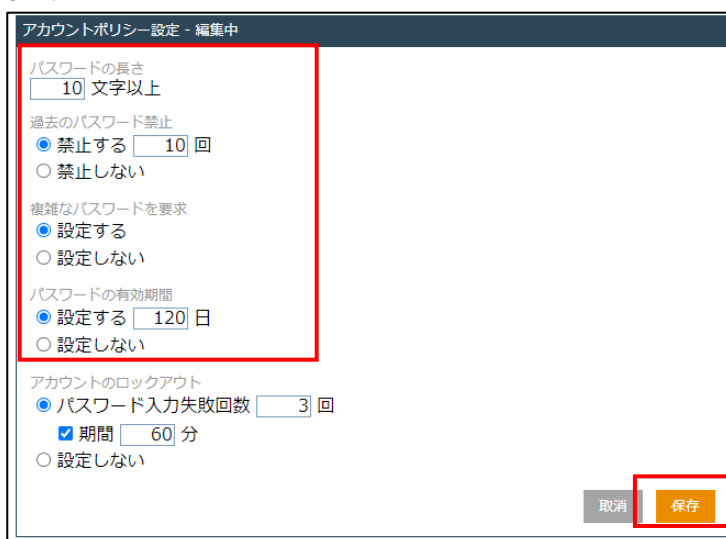 アカウントポリシー設定 - 編集中
パスワードの長さ
10 文字以上
過去のパスワード禁止
禁止する 10 回
禁止しない
複雑なパスワードを要求
設定する
設定しない
パスワードの有効期間
設定する 120 日
設定しない
アカウントのロックアウト
パスワード入力失敗回数 3 回
期間 60 分
設定しない
取消 保存